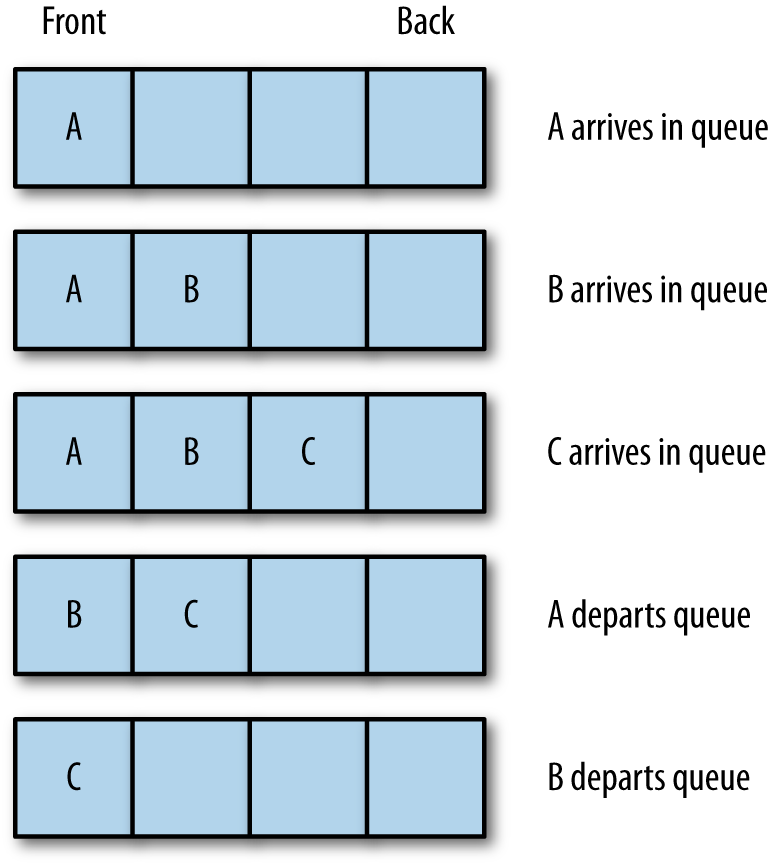 Front Back
A A arrives in queue
A B B arrives in queue
A B C C arrives in queue
B C A departs queue
C B departs queue